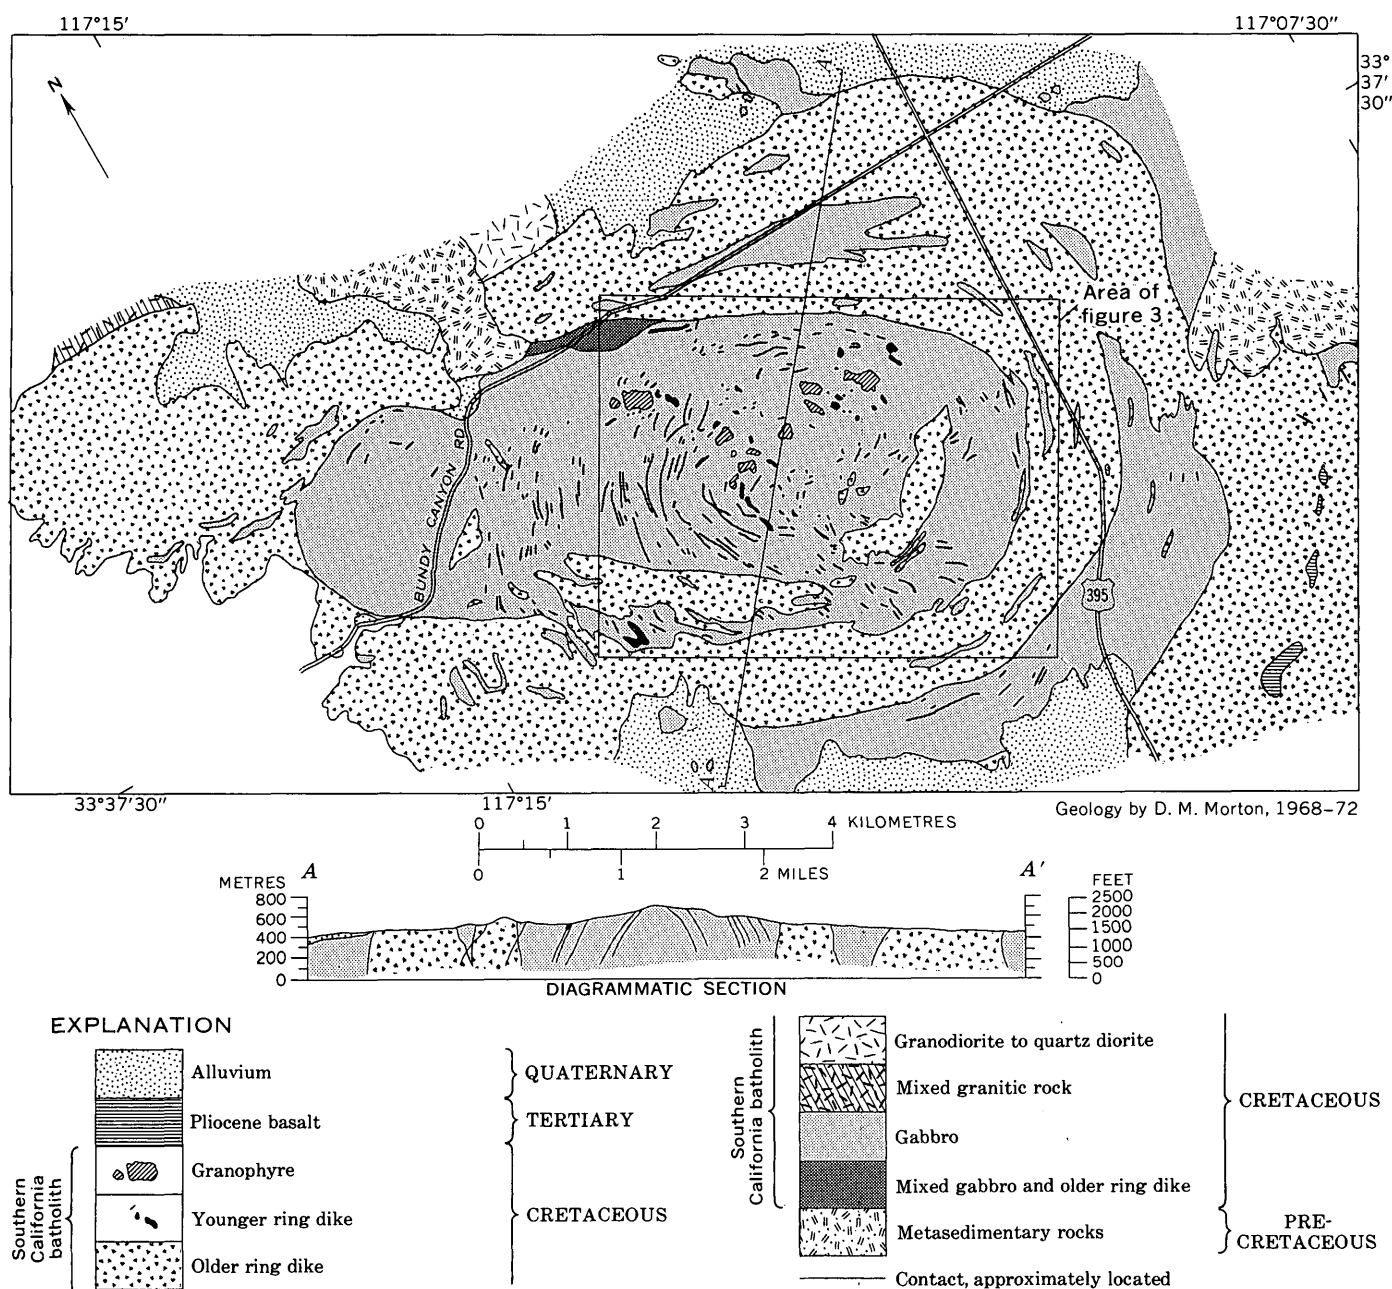 117°15′ 117°07′30″
33°
37′
30″
N
A′
Area of
figure 3
BUNDY CANYON RD
395
A
33°37′30″ 117°15′
Geology by D. M. Morton, 1968–72
0 1 2 3 4 KILOMETRES
0 1 2 MILES
METRES A A′ FEET
800
600
400
200
0
2500
2000
1500
1000
500
0
DIAGRAMMATIC SECTION
EXPLANATION
Alluvium
QUATERNARY
Pliocene basalt
TERTIARY
Granophyre
Younger ring dike
Older ring dike
Southern
California
batholith
CRETACEOUS
Granodiorite to quartz diorite
Mixed granitic rock
Gabbro
Mixed gabbro and older ring dike
Southern
California batholith
CRETACEOUS
Metasedimentary rocks
PRE-
CRETACEOUS
Contact, approximately located